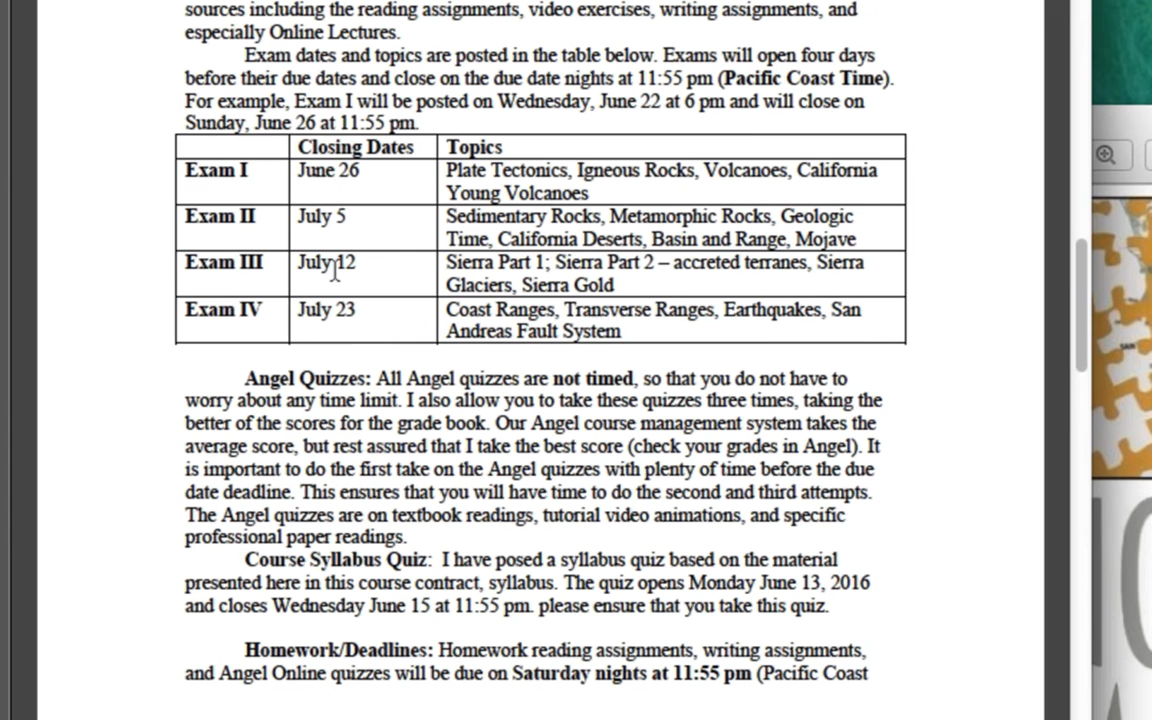 sources including the reading assignments, video exercises, writing assignments, and
especially Online Lectures.
Exam dates and topics are posted in the table below. Exams will open four days
before their due dates and close on the due date nights at 11:55 pm (Pacific Coast Time).
For example, Exam I will be posted on Wednesday, June 22 at 6 pm and will close on
Sunday, June 26 at 11:55 pm.
Closing Dates Topics
Exam I June 26 Plate Tectonics, Igneous Rocks, Volcanoes, California
Young Volcanoes
Exam II July 5 Sedimentary Rocks, Metamorphic Rocks, Geologic
Time, California Deserts, Basin and Range, Mojave
Exam III July 12 Sierra Part 1; Sierra Part 2 – accreted terranes, Sierra
Glaciers, Sierra Gold
Exam IV July 23 Coast Ranges, Transverse Ranges, Earthquakes, San
Andreas Fault System
Angel Quizzes: All Angel quizzes are not timed, so that you do not have to
worry about any time limit. I also allow you to take these quizzes three times, taking the
better of the scores for the grade book. Our Angel course management system takes the
average score, but rest assured that I take the best score (check your grades in Angel). It
is important to do the first take on the Angel quizzes with plenty of time before the due
date deadline. This ensures that you will have time to do the second and third attempts.
The Angel quizzes are on textbook readings, tutorial video animations, and specific
professional paper readings.
Course Syllabus Quiz: I have posed a syllabus quiz based on the material
presented here in this course contract, syllabus. The quiz opens Monday June 13, 2016
and closes Wednesday June 15 at 11:55 pm. please ensure that you take this quiz.
Homework/Deadlines: Homework reading assignments, writing assignments,
and Angel Online quizzes will be due on Saturday nights at 11:55 pm (Pacific Coast